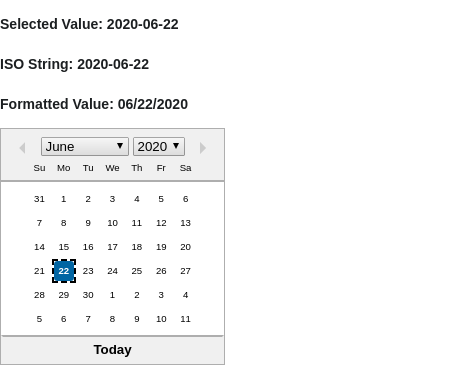 Selected Value: 2020-06-22
ISO String: 2020-06-22
Formatted Value: 06/22/2020
June 2020
Su Mo Tu We Th Fr Sa
31 1 2 3 4 5 6
7 8 9 10 11 12 13
14 15 16 17 18 19 20
21 22 23 24 25 26 27
28 29 30 1 2 3 4
5 6 7 8 9 10 11
Today